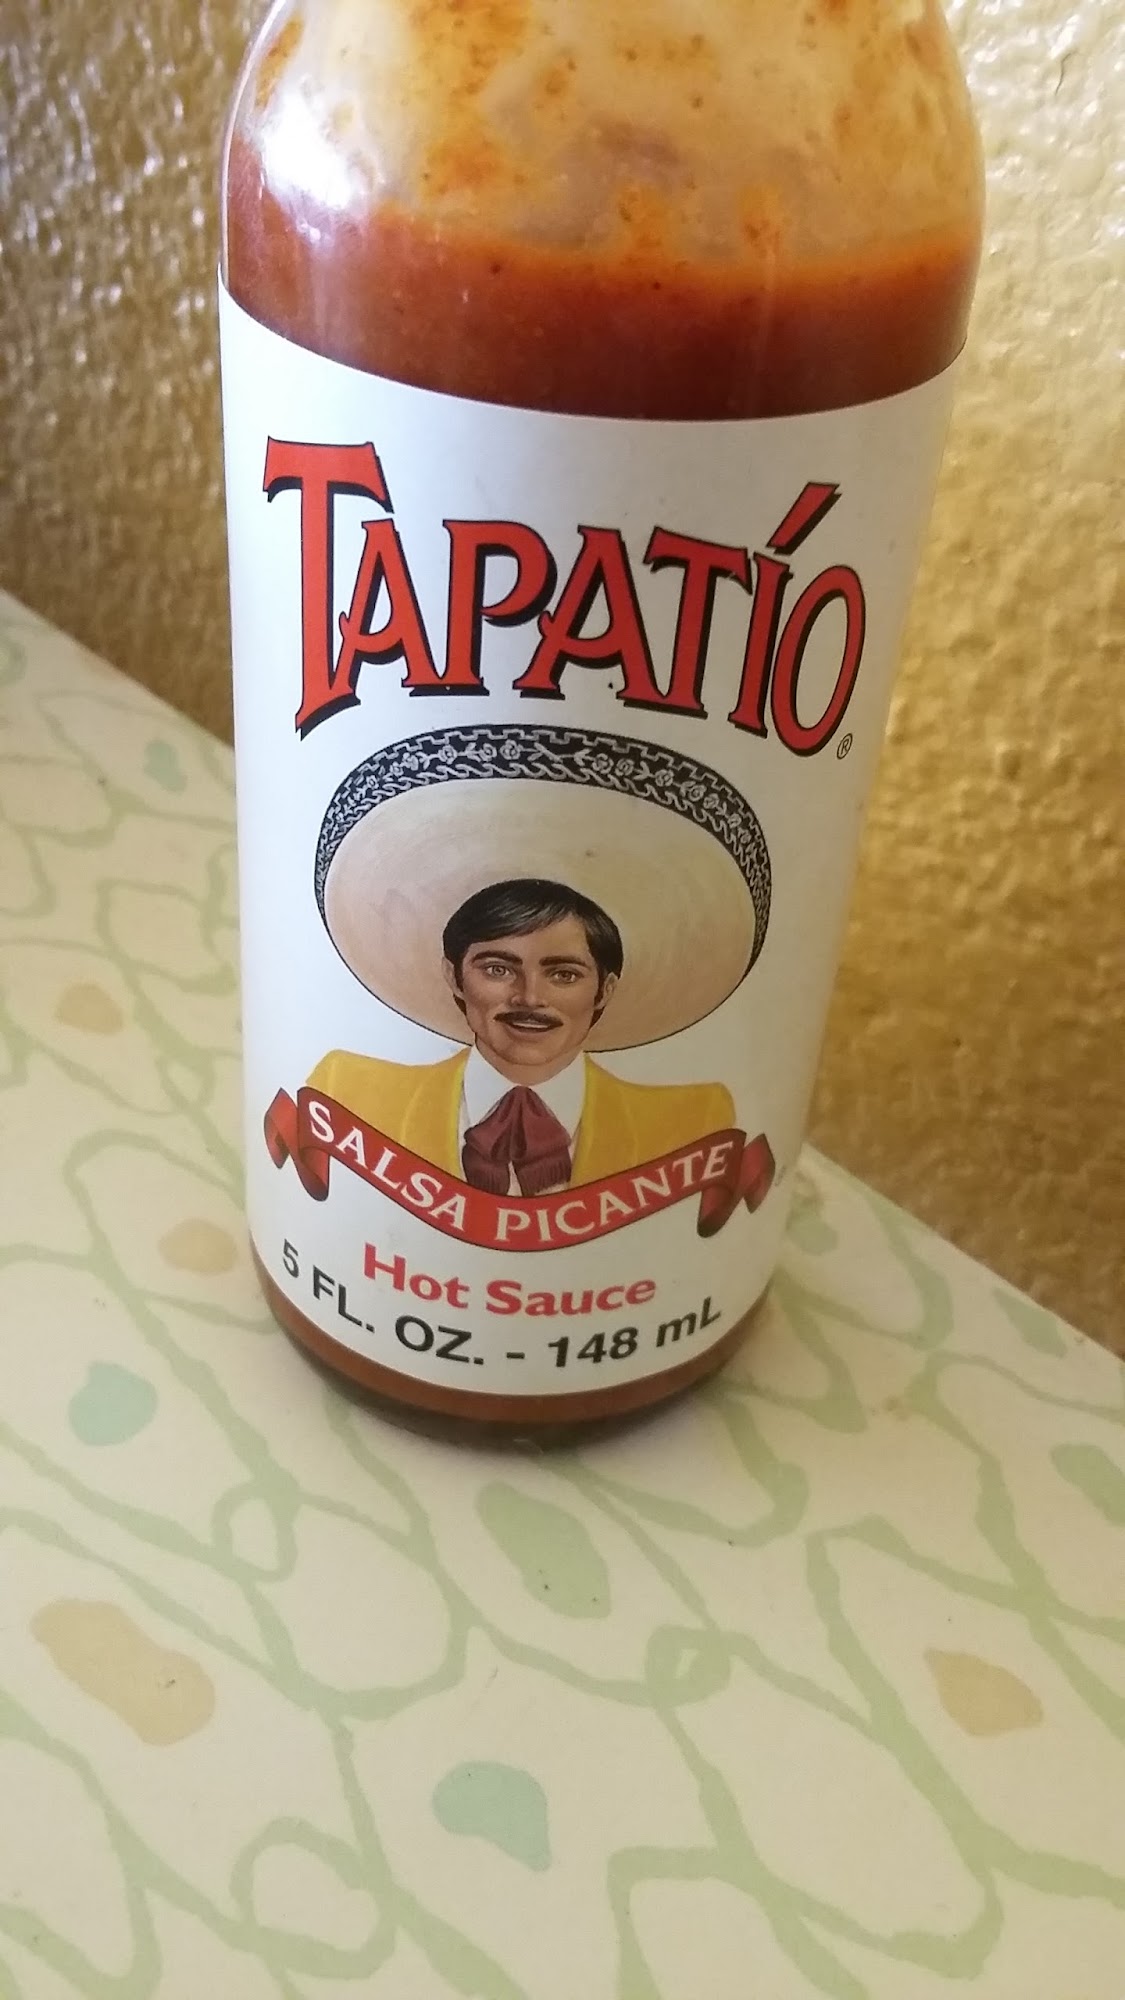 TAPATÍO®
SALSA PICANTE
Hot Sauce
5 FL. OZ. - 148 mL